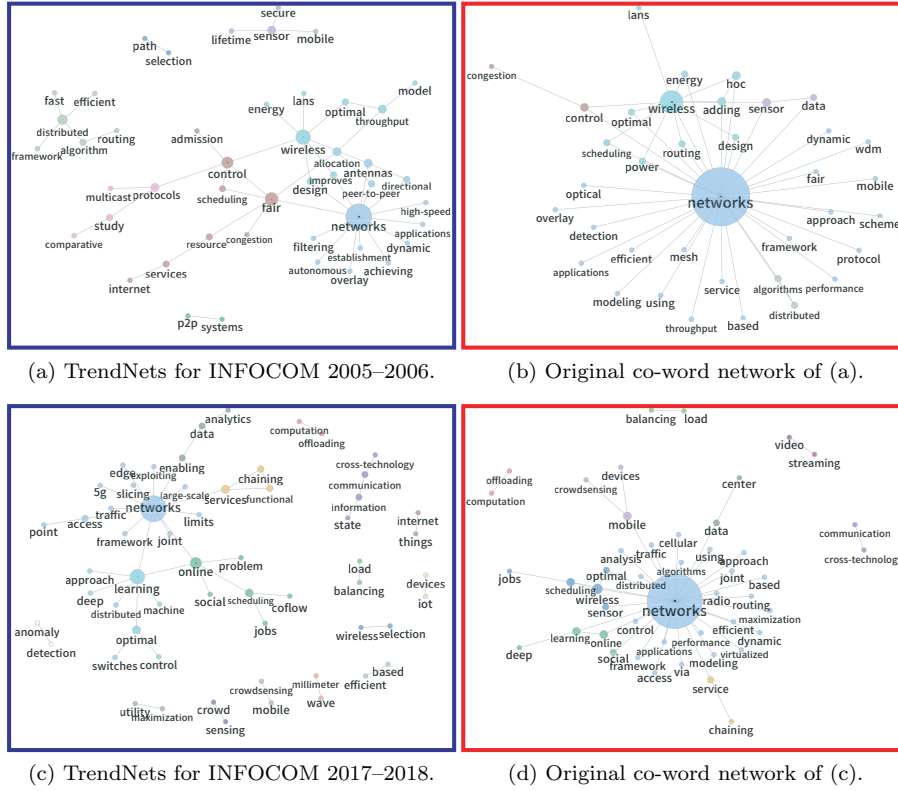 secure
lifetime sensor mobile
path
selection
fast efficient
distributed
framework algorithm routing
energy lans optimal model
throughput
admission
wireless
allocation
control
improves antennas
design peer-to-peer directional
multicast protocols
scheduling
fair
study
networks high-speed
applications
comparative
resource congestion
filtering establishment dynamic
services
autonomous overlay achieving
internet
p2p systems
(a) TrendNets for INFOCOM 2005–2006.
lans
congestion
energy hoc
wireless adding sensor data
control
optimal
scheduling routing design dynamic wdm
power
fair
mobile
optical
networks
overlay
approach scheme
detection
framework
protocol
efficient mesh
applications
algorithms performance
modeling using service
distributed
throughput based
(b) Original co-word network of (a).
analytics
data
computation
offloading
edge exploiting enabling
cross-technology
chaining
communication
5g slicing large-scale services functional
networks
information
traffic
point access limits
state
internet
framework joint
things
online problem
approach learning
load
deep
balancing
devices
distributed machine social scheduling coflow
iot
jobs
anomaly
optimal
wireless selection
detection
switches control
based
crowdsensing millimeter efficient
mobile wave
utility maximization crowd
sensing
(c) TrendNets for INFOCOM 2017–2018.
balancing load
video
streaming
offloading
computation
devices
crowdsensing
center
mobile
data
communication
cross-technology
cellular
traffic using
analysis approach
algorithms joint
jobs optimal distributed based
scheduling
wireless
radio routing
sensor networks
maximization
control efficient
learning online performance dynamic
deep social applications virtualized
framework modeling
access via
service
chaining
(d) Original co-word network of (c).